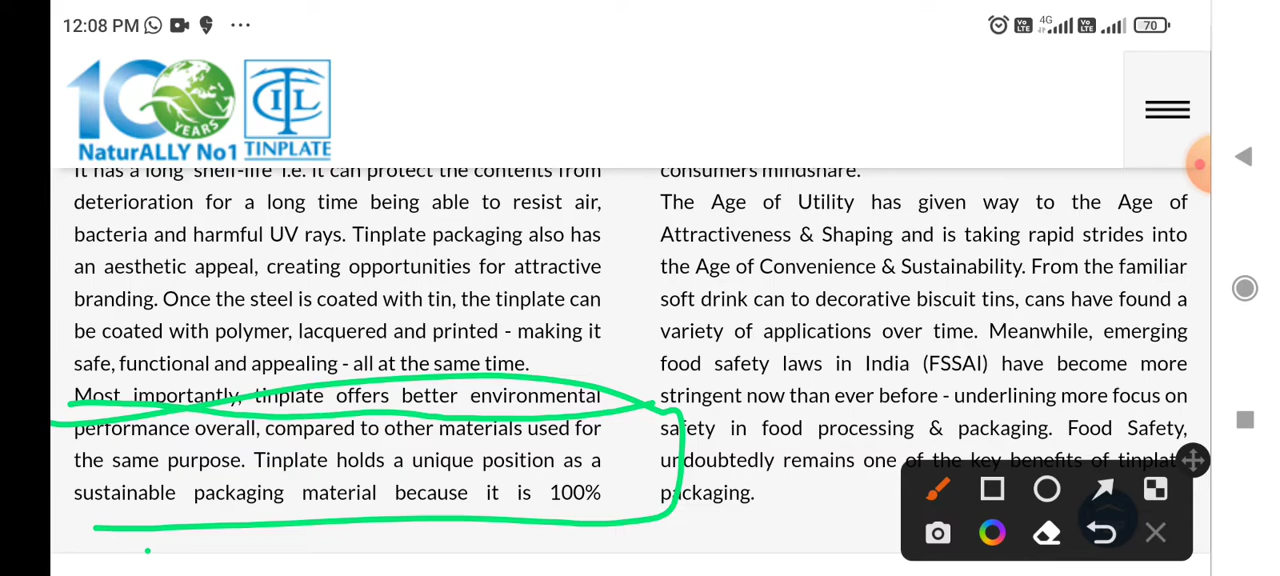 12:08 PM
4G
Vo
LTE
Vo
LTE
70
100
YEARS
NaturALLY No1
TCIL
TINPLATE
It has a long shelf-life i.e. it can protect the contents from
deterioration for a long time being able to resist air,
bacteria and harmful UV rays. Tinplate packaging also has
an aesthetic appeal, creating opportunities for attractive
branding. Once the steel is coated with tin, the tinplate can
be coated with polymer, lacquered and printed - making it
safe, functional and appealing - all at the same time.
Most importantly, tinplate offers better environmental
performance overall, compared to other materials used for
the same purpose. Tinplate holds a unique position as a
sustainable packaging material because it is 100%
consumers mindshare.
The Age of Utility has given way to the Age of
Attractiveness & Shaping and is taking rapid strides into
the Age of Convenience & Sustainability. From the familiar
soft drink can to decorative biscuit tins, cans have found a
variety of applications over time. Meanwhile, emerging
food safety laws in India (FSSAI) have become more
stringent now than ever before - underlining more focus on
safety in food processing & packaging. Food Safety,
undoubtedly remains one of the key benefits of tinplate
packaging.